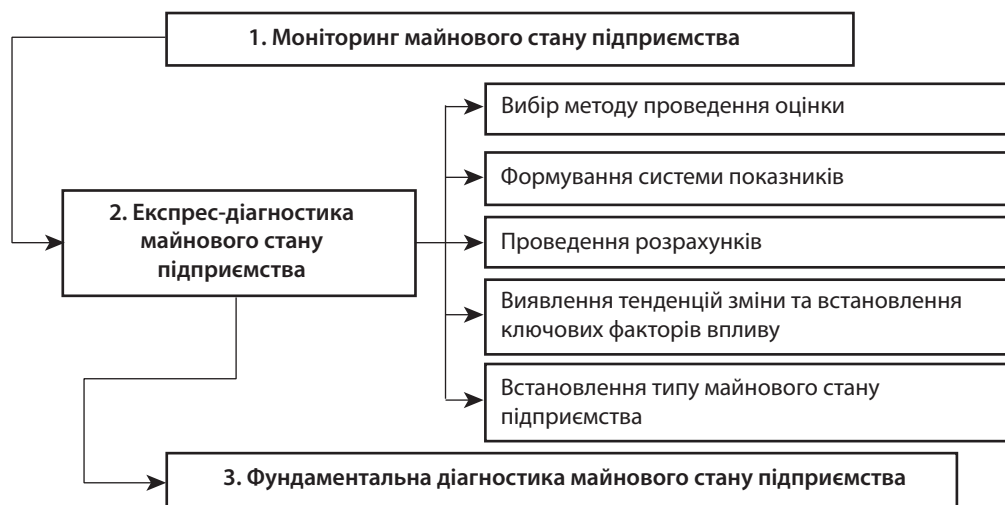 1. Моніторинг майнового стану підприємства
Вибір методу проведення оцінки
Формування системи показників
2. Експрес-діагностика
майнового стану
підприємства
Проведення розрахунків
Виявлення тенденцій зміни та встановлення
ключових факторів впливу
Встановлення типу майнового стану
підприємства
3. Фундаментальна діагностика майнового стану підприємства